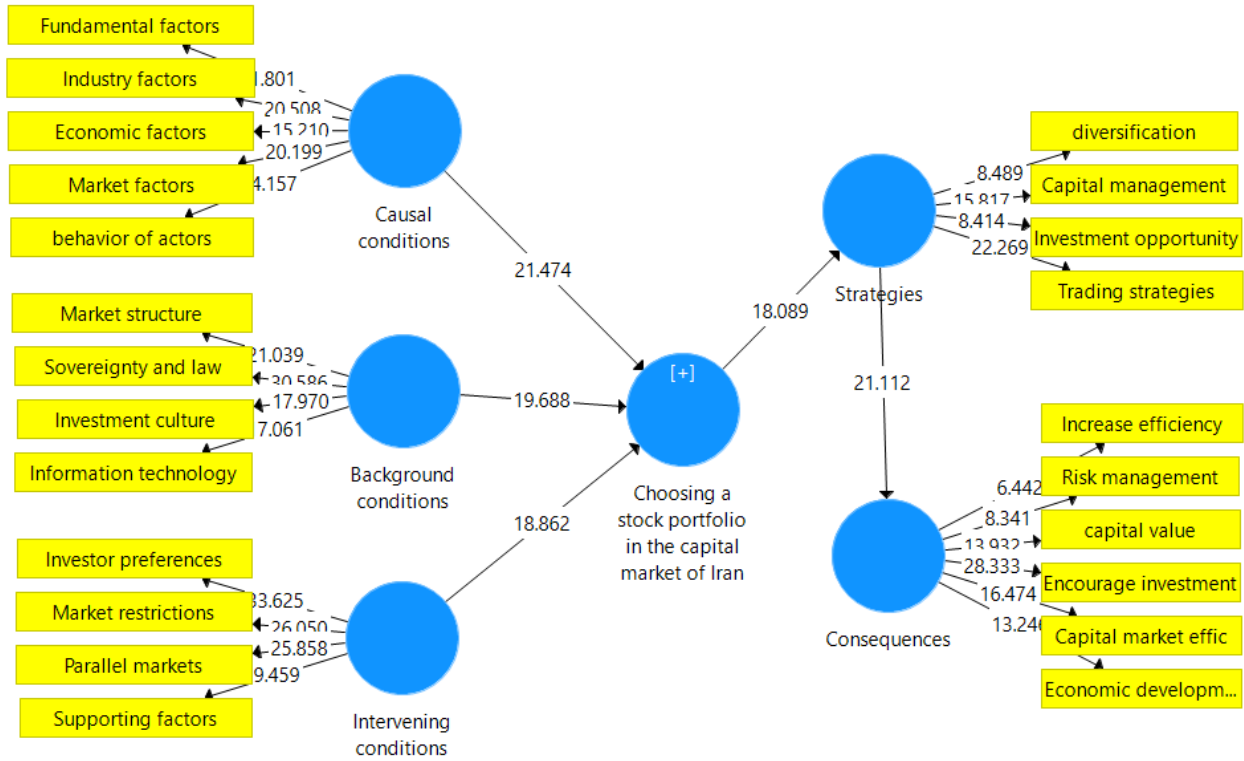 Fundamental factors
Industry factors
Economic factors
Market factors
behavior of actors
20.508
15.210
20.199
Causal
conditions
Market structure
Sovereignty and law
Investment culture
Information technology
21.039
30.586
17.970
Background
conditions
Investor preferences
Market restrictions
Parallel markets
Supporting factors
33.625
26.050
25.858
Intervening
conditions
21.474
19.688
18.862
[+]
Choosing a
stock portfolio
in the capital
market of Iran
18.089
Strategies
8.489
15.817
8.414
22.269
diversification
Capital management
Investment opportunity
Trading strategies
21.112
Consequences
6.442
8.341
13.932
28.333
16.474
13.246
Increase efficiency
Risk management
capital value
Encourage investment
Capital market effic
Economic developm...